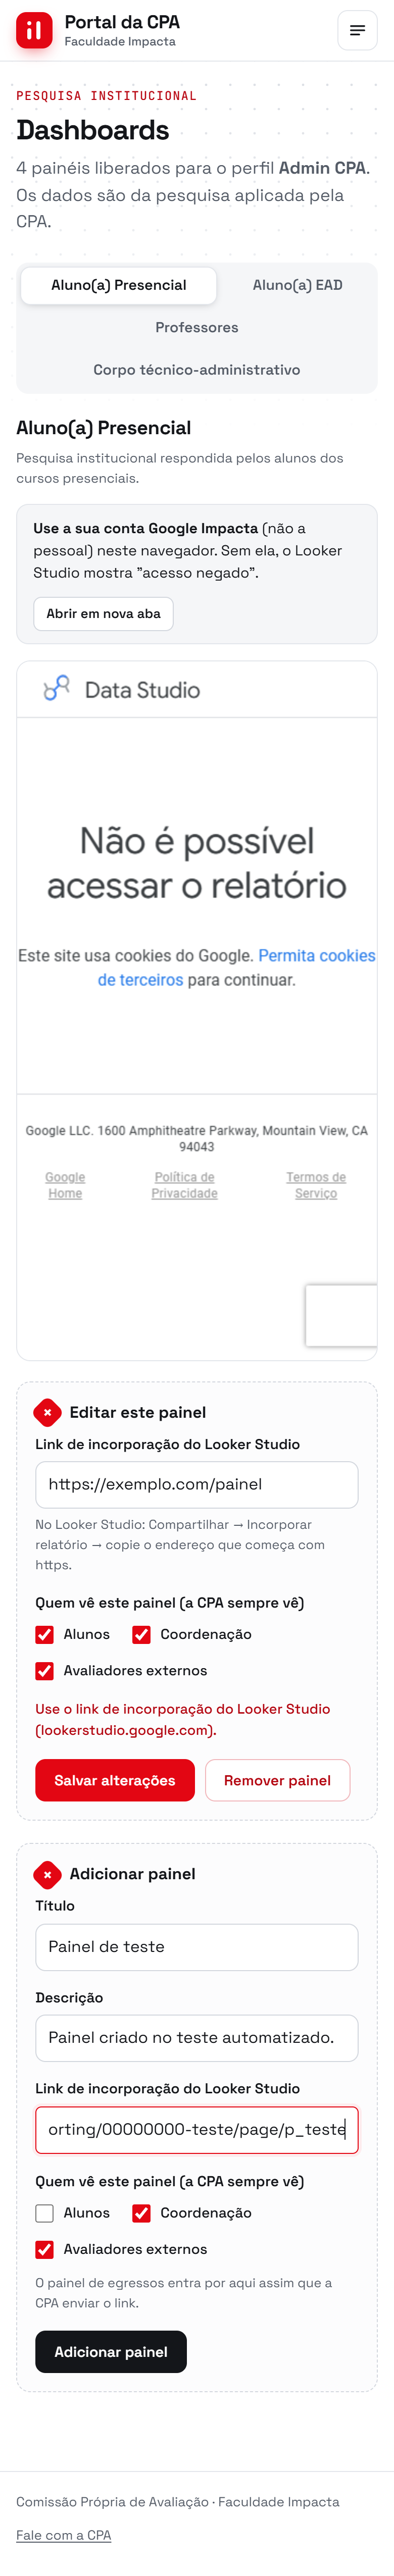 Portal da CPA
Faculdade Impacta
PESQUISA INSTITUCIONAL
Dashboards
4 painéis liberados para o perfil Admin CPA.
Os dados são da pesquisa aplicada pela
CPA.
Aluno(a) Presencial
Aluno(a) EAD
Professores
Corpo técnico-administrativo
Aluno(a) Presencial
Pesquisa institucional respondida pelos alunos dos
cursos presenciais.
Use a sua conta Google Impacta (não a
pessoal) neste navegador. Sem ela, o Looker
Studio mostra "acesso negado".
Abrir em nova aba
Data Studio
Não é possível
acessar o relatório
Este site usa cookies do Google. Permita cookies
de terceiros para continuar.
Google LLC. 1600 Amphitheatre Parkway, Mountain View, CA
94043
Google
Home
Política de
Privacidade
Termos de
Serviço
Editar este painel
Link de incorporação do Looker Studio
https://exemplo.com/painel
No Looker Studio: Compartilhar → Incorporar
relatório → copie o endereço que começa com
https.
Quem vê este painel (a CPA sempre vê)
Alunos
Coordenação
Avaliadores externos
Use o link de incorporação do Looker Studio
(lookerstudio.google.com).
Salvar alterações
Remover painel
Adicionar painel
Título
Painel de teste
Descrição
Painel criado no teste automatizado.
Link de incorporação do Looker Studio
orting/00000000-teste/page/p_teste
Quem vê este painel (a CPA sempre vê)
Alunos
Coordenação
Avaliadores externos
O painel de egressos entra por aqui assim que a
CPA enviar o link.
Adicionar painel
Comissão Própria de Avaliação · Faculdade Impacta
Fale com a CPA